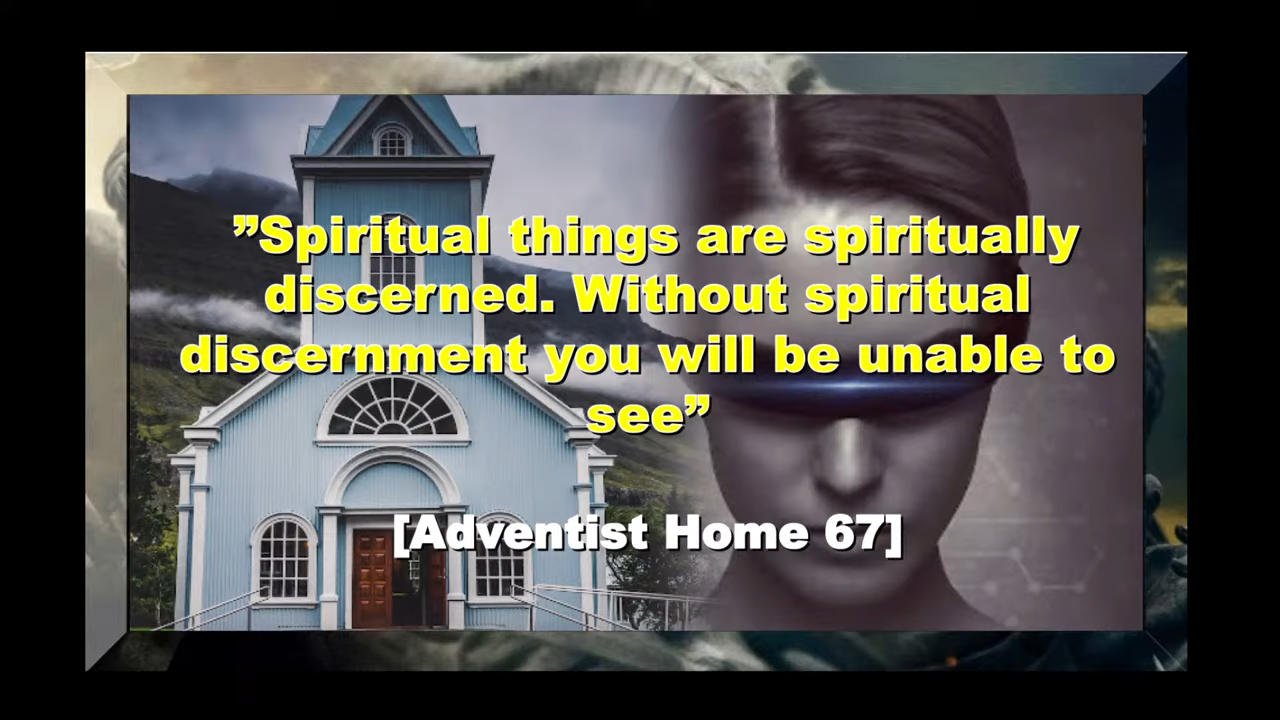 ”Spiritual things are spiritually
discerned. Without spiritual
discernment you will be unable to
see”
[Adventist Home 67]